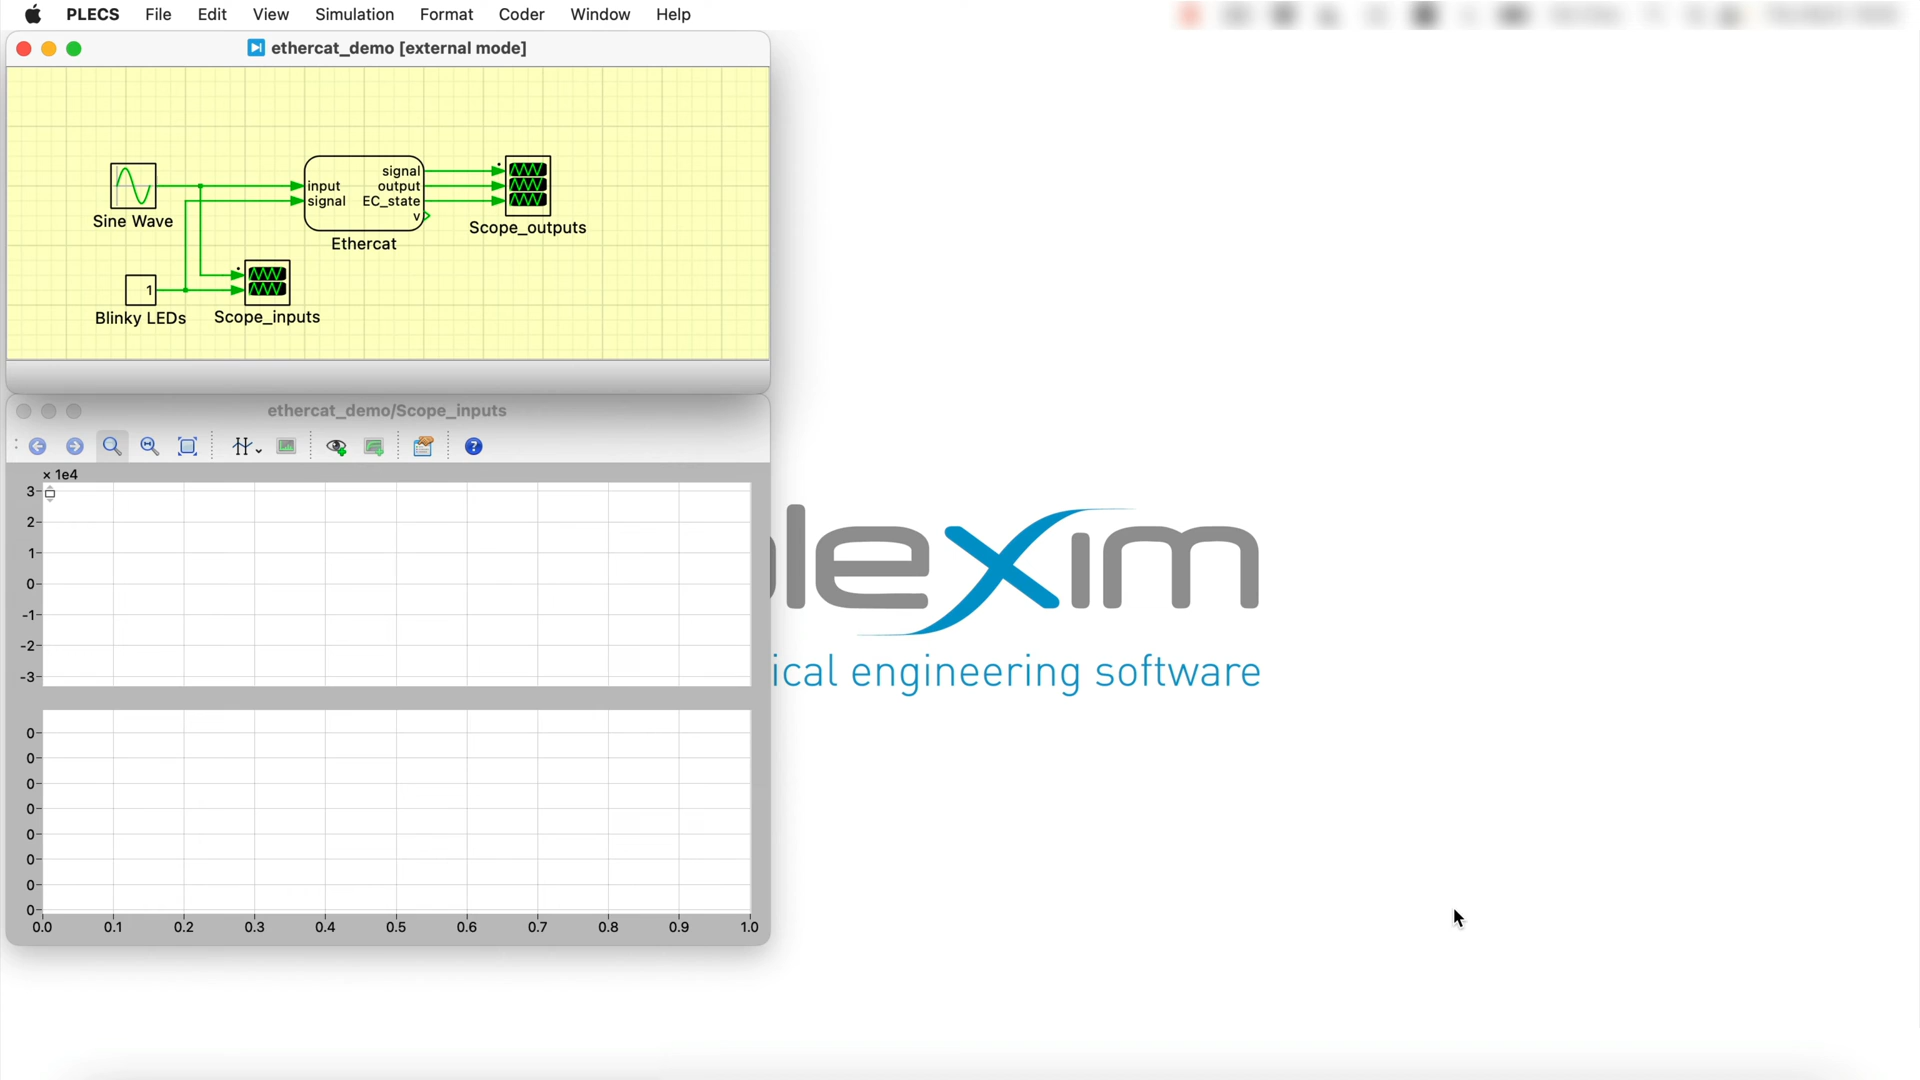 PLECS File Edit View Simulation Format Coder Window Help
ethercat_demo [external mode]
Sine Wave
input
signal
signal
output
EC_state
v
Ethercat
Scope_outputs
1
Blinky LEDs
Scope_inputs
ethercat_demo/Scope_inputs
× 1e4
3
2
1
0
-1
-2
-3
0
0
0
0
0
0
0
0
0.0 0.1 0.2 0.3 0.4 0.5 0.6 0.7 0.8 0.9 1.0
plexim
ical engineering software